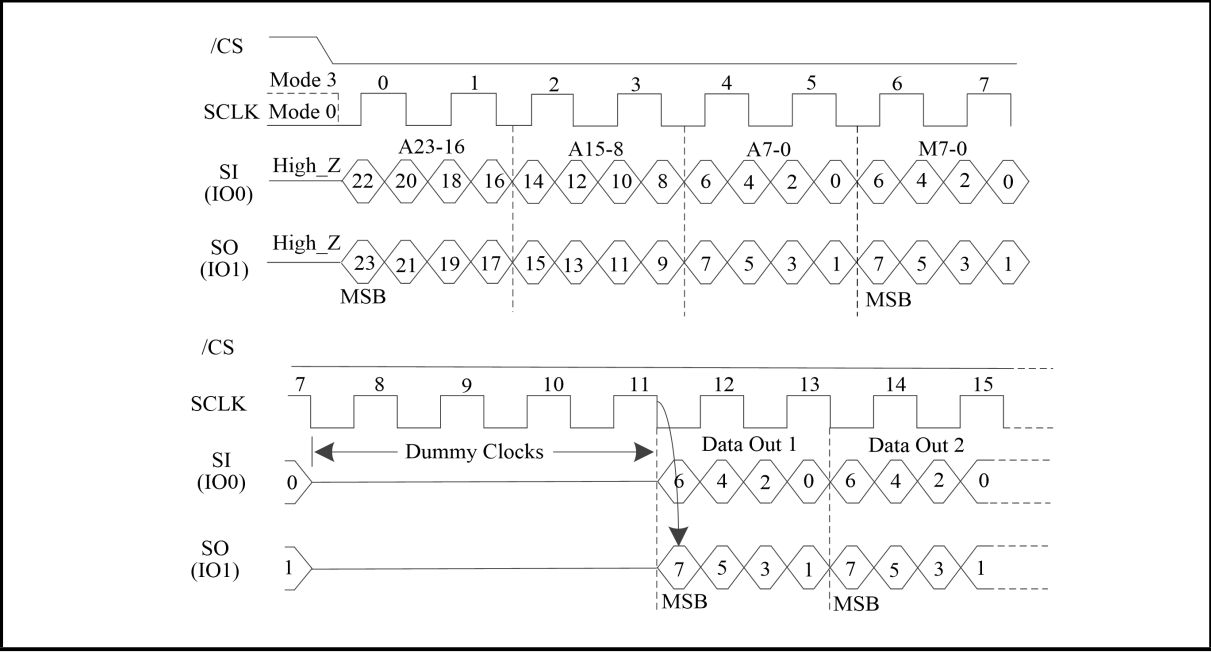 /CS
Mode 3
0 1 2 3 4 5 6 7
SCLK Mode 0
A23-16 A15-8 A7-0 M7-0
SI
(IO0)
High_Z
22 20 18 16 14 12 10 8 6 4 2 0 6 4 2 0
SO
(IO1)
High_Z
23 21 19 17 15 13 11 9 7 5 3 1 7 5 3 1
MSB MSB
/CS
7 8 9 10 11 12 13 14 15
SCLK
Dummy Clocks Data Out 1 Data Out 2
SI
(IO0)
0 6 4 2 0 6 4 2 0
SO
(IO1)
1 7 5 3 1 7 5 3 1
MSB MSB